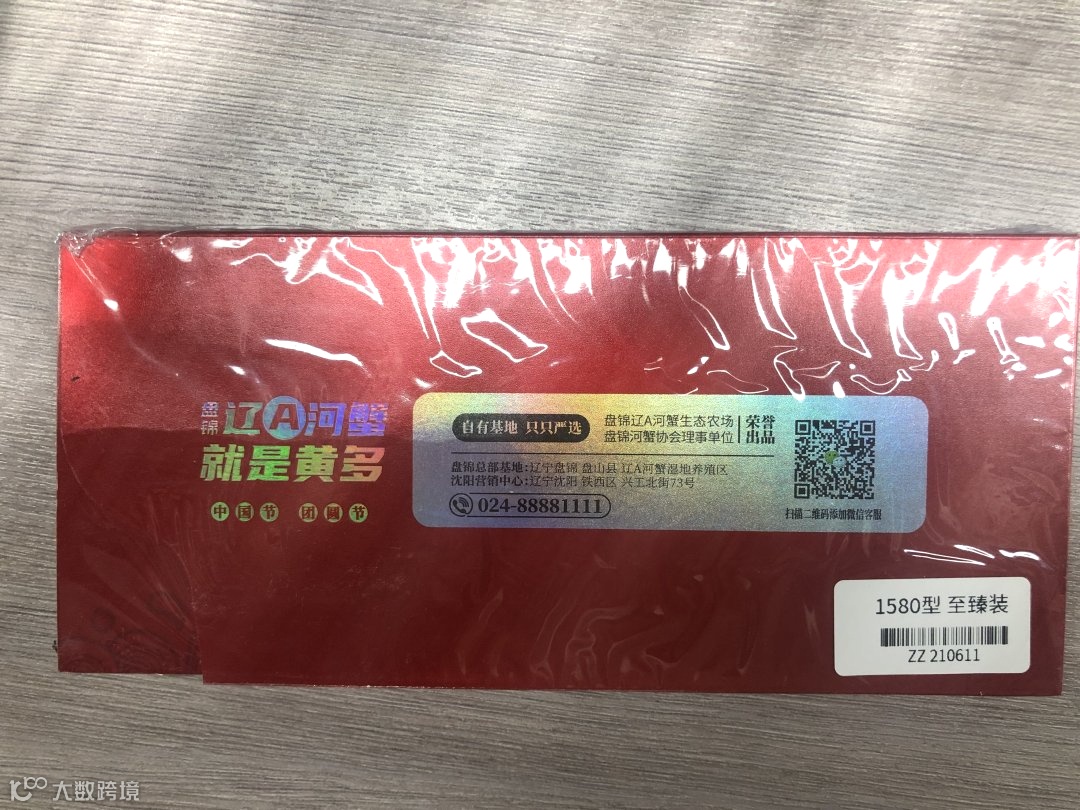 盘锦
辽A河蟹
就是黄多
中国节 团圆节
自有基地 只只严选
盘锦辽A河蟹生态农场
盘锦河蟹协会理事单位
荣誉出品
盘锦总部基地:辽宁盘锦 盘山县 辽A河蟹湿地养殖区
沈阳营销中心:辽宁沈阳 铁西区 兴工北街73号
024-88881111
扫描二维码添加微信客服
1580型 至臻装
ZZ 210611
大数跨境